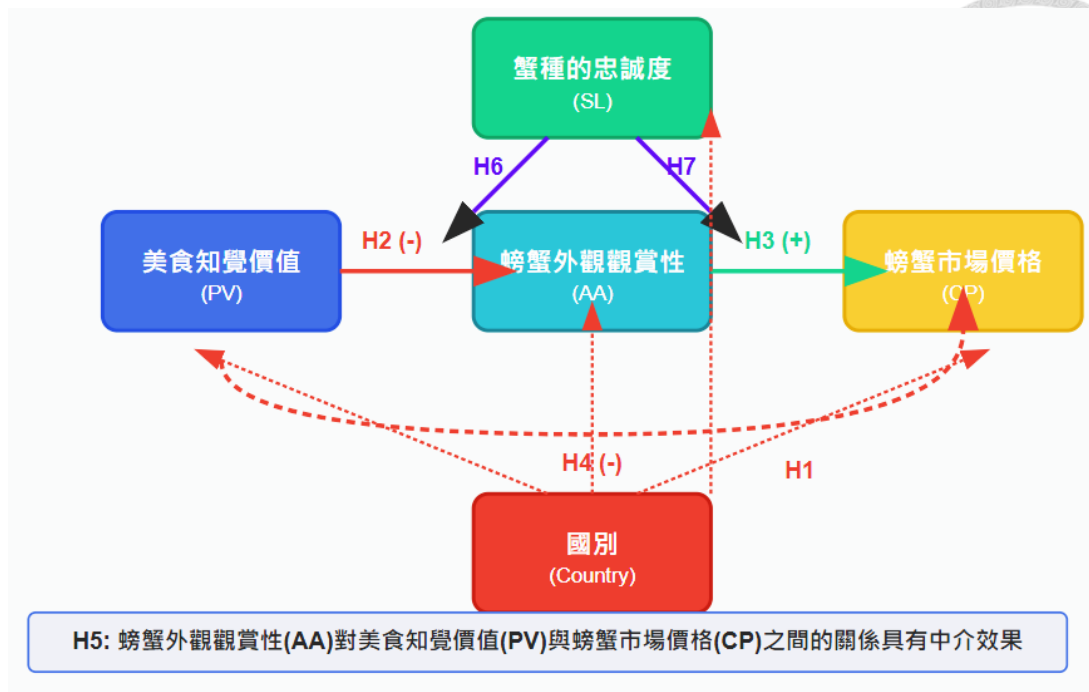 蟹種的忠誠度
(SL)
H6
H7
美食知覺價值
(PV)
H2 (-)
螃蟹外觀觀賞性
(AA)
H3 (+)
螃蟹市場價格
(CP)
H4 (-)
H1
國別
(Country)
H5: 螃蟹外觀觀賞性(AA)對美食知覺價值(PV)與螃蟹市場價格(CP)之間的關係具有中介效果